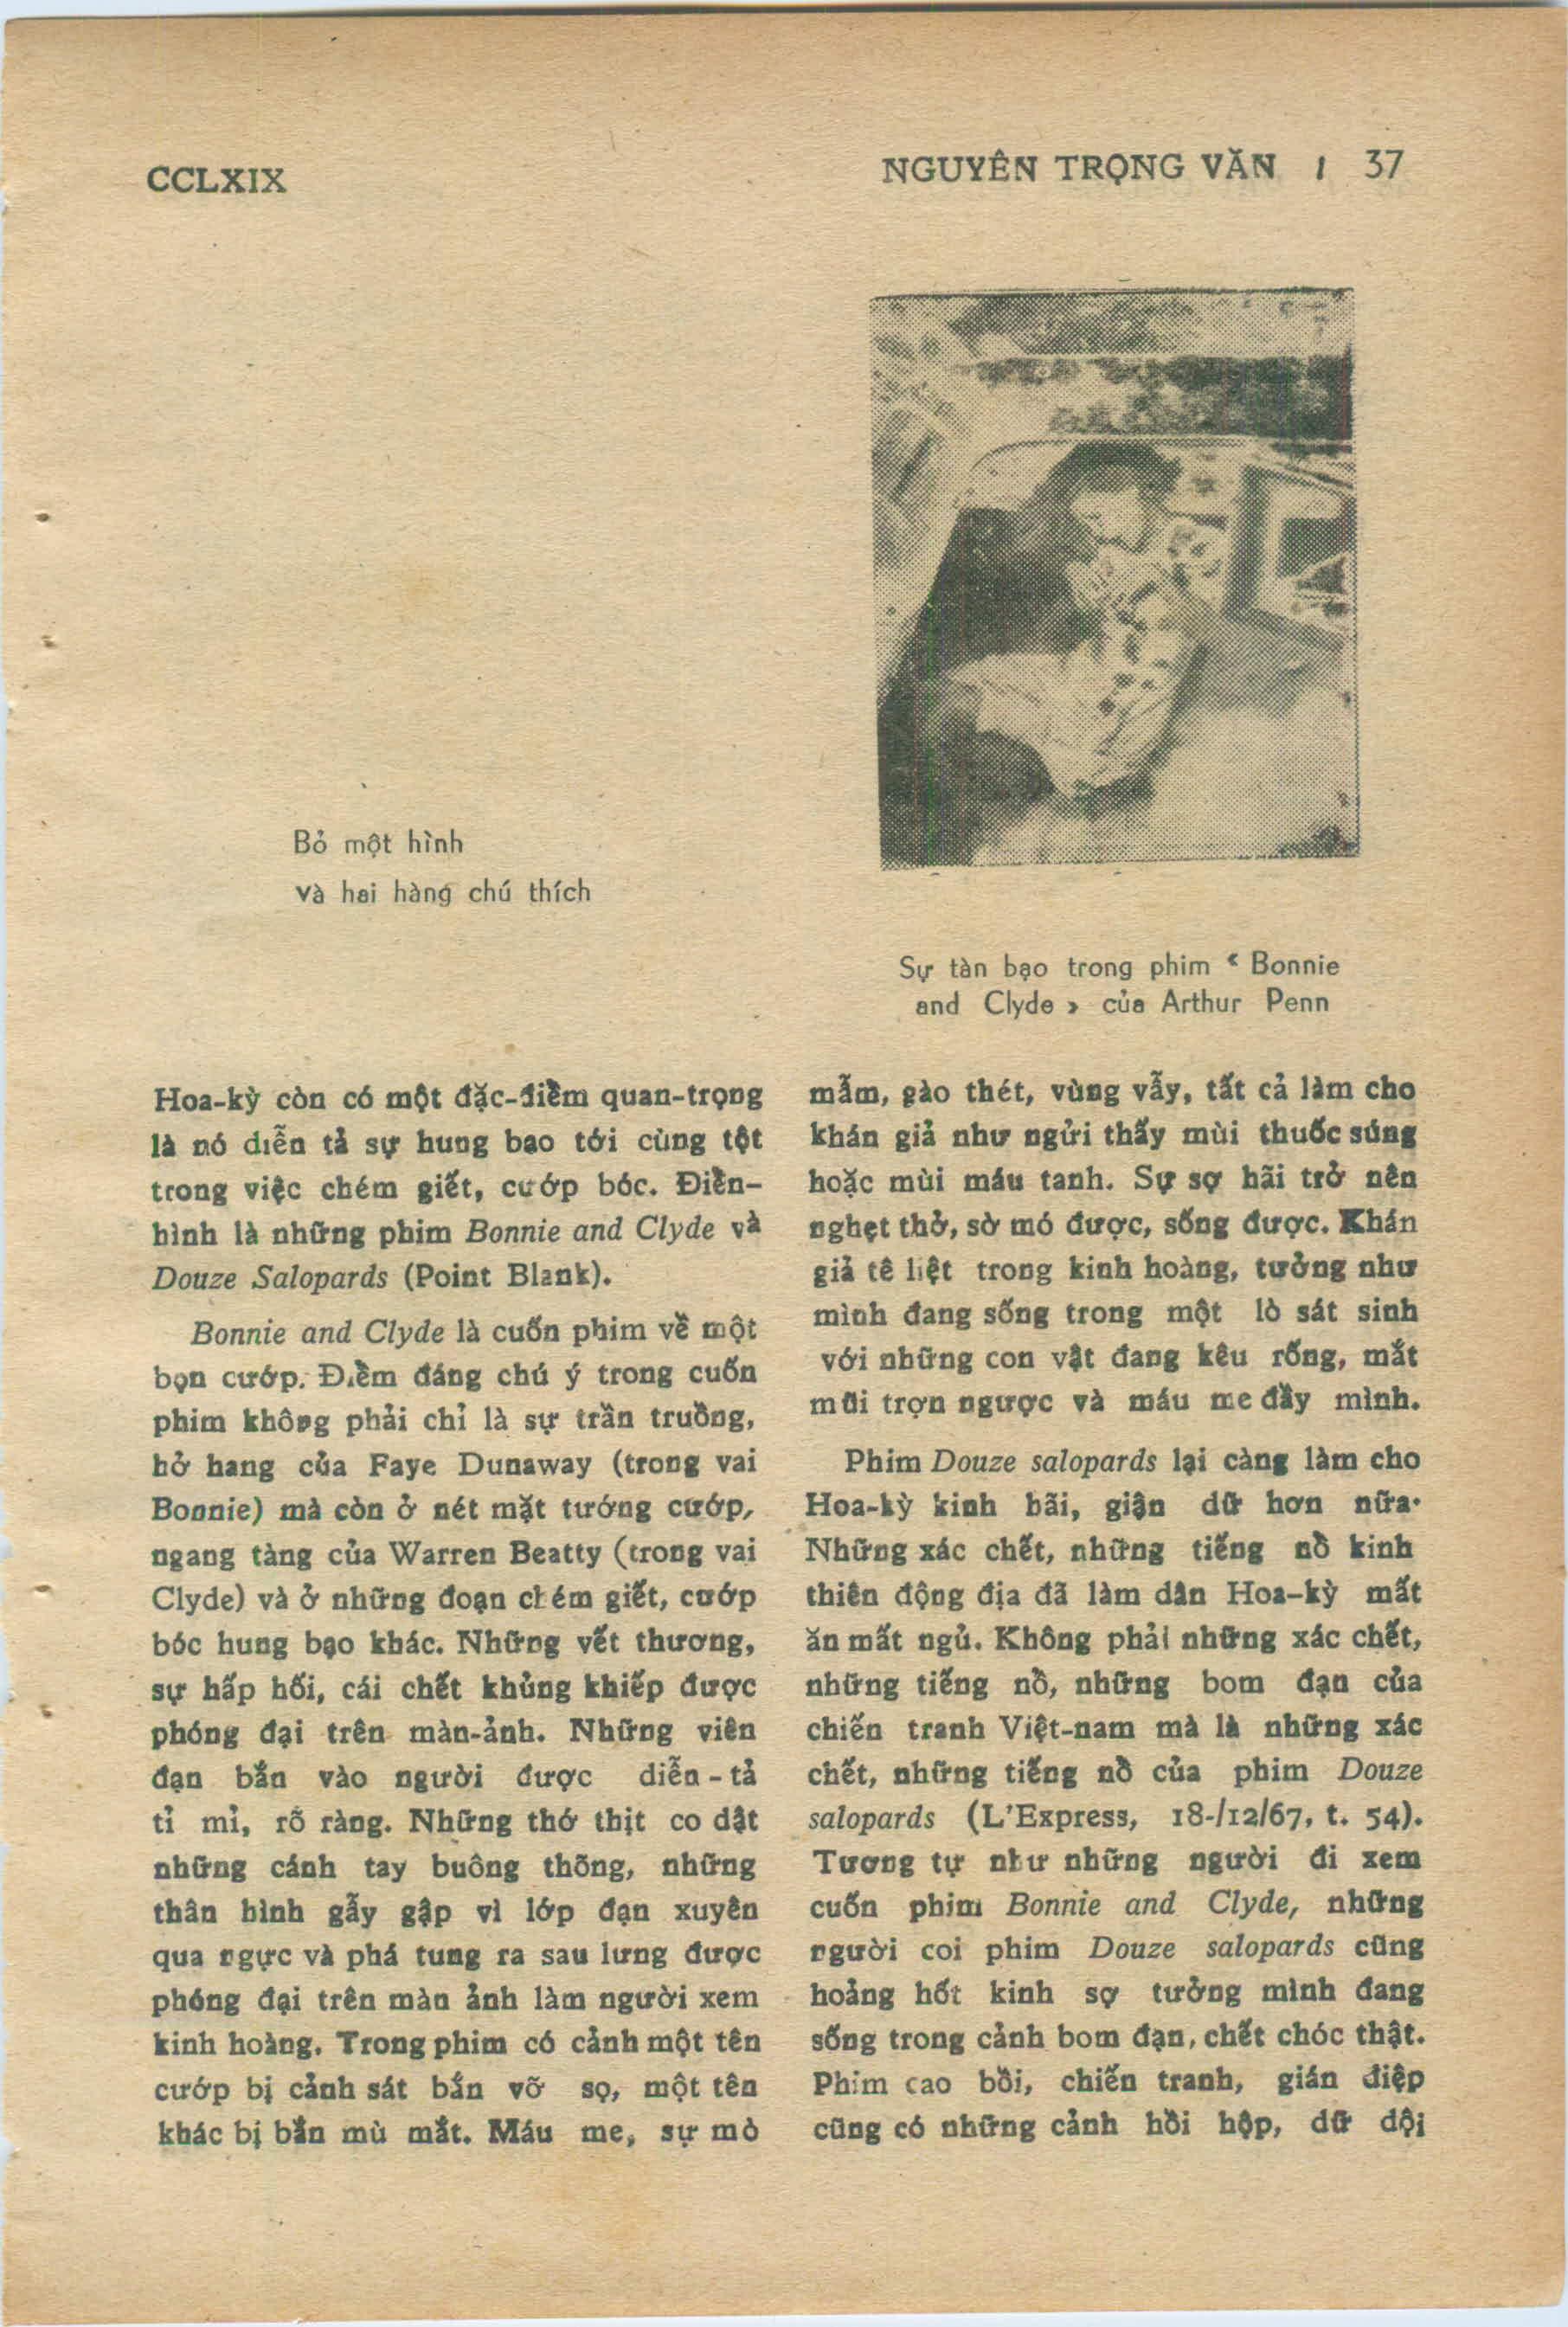 CCLXIX
NGUYỄN TRỌNG VĂN / 37
Bỏ một hình
và hai hàng chú thích
Sự tàn bạo trong phim « Bonnie
and Clyde » của Arthur Penn
Hoa-kỳ còn có một đặc-điểm quan-trọng
là nó diễn tả sự hung bạo tới cùng tột
trong việc chém giết, cướp bóc. Điển-
hình là những phim Bonnie and Clyde và
Douze Salopards (Point Blank).
Bonnie and Clyde là cuốn phim về một
bọn cướp. Điểm đáng chú ý trong cuốn
phim không phải chỉ là sự trần truồng,
hở hang của Faye Dunaway (trong vai
Bonnie) mà còn ở nét mặt tướng cướp,
ngang tàng của Warren Beatty (trong vai
Clyde) và ở những đoạn chém giết, cướp
bóc hung bạo khác. Những vết thương,
sự hấp hối, cái chết khủng khiếp được
phóng đại trên màn-ảnh. Những viên
đạn bắn vào người được diễn-tả
tỉ mỉ, rõ ràng. Những thớ thịt co dật
những cánh tay buông thõng, những
thân hình gẫy gập vì lớp đạn xuyên
qua ngực và phá tung ra sau lưng được
phóng đại trên màn ảnh làm người xem
kinh hoàng. Trong phim có cảnh một tên
cướp bị cảnh sát bắn vỡ sọ, một tên
khác bị bắn mù mắt. Máu me, sự mò
mẫm, gào thét, vùng vẫy, tất cả làm cho
khán giả như ngửi thấy mùi thuốc súng
hoặc mùi máu tanh. Sự sợ hãi trở nên
nghẹt thở, sờ mó được, sống được. Khán
giả tê liệt trong kinh hoàng, tưởng như
mình đang sống trong một lò sát sinh
với những con vật đang kêu rống, mắt
mũi trợn ngược và máu me đầy mình.
Phim Douze salopards lại càng làm cho
Hoa-kỳ kinh hãi, giận dữ hơn nữa.
Những xác chết, những tiếng nổ kinh
thiên động địa đã làm dân Hoa-kỳ mất
ăn mất ngủ. Không phải những xác chết,
những tiếng nổ, những bom đạn của
chiến tranh Việt-nam mà là những xác
chết, những tiếng nổ của phim Douze
salopards (L'Express, 18-/12/67, t. 54).
Tương tự như những người đi xem
cuốn phim Bonnie and Clyde, những
người coi phim Douze salopards cũng
hoảng hốt kinh sợ tưởng mình đang
sống trong cảnh bom đạn, chết chóc thật.
Phim cao bồi, chiến tranh, gián điệp
cũng có những cảnh hồi hộp, dữ dội